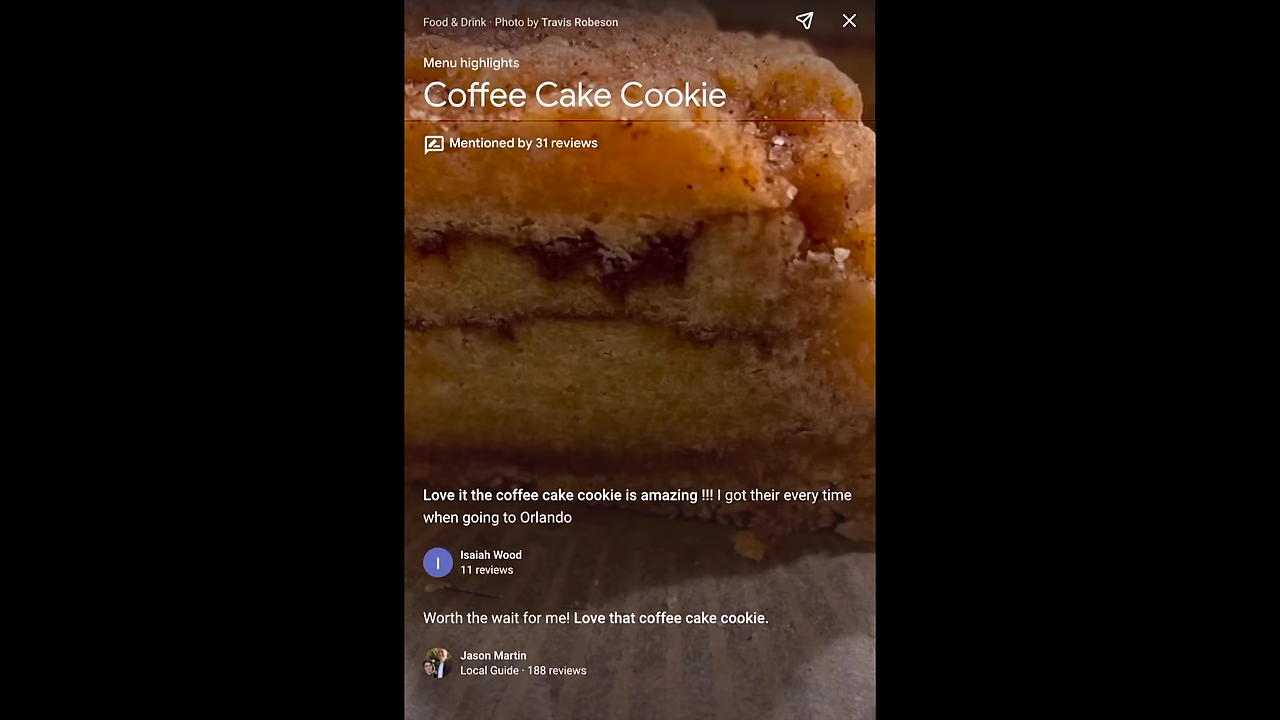 Food & Drink · Photo by Travis Robeson
Menu highlights
Coffee Cake Cookie
Mentioned by 31 reviews
Love it the coffee cake cookie is amazing !!! I got their every time
when going to Orlando
I
Isaiah Wood
11 reviews
Worth the wait for me! Love that coffee cake cookie.
Jason Martin
Local Guide · 188 reviews